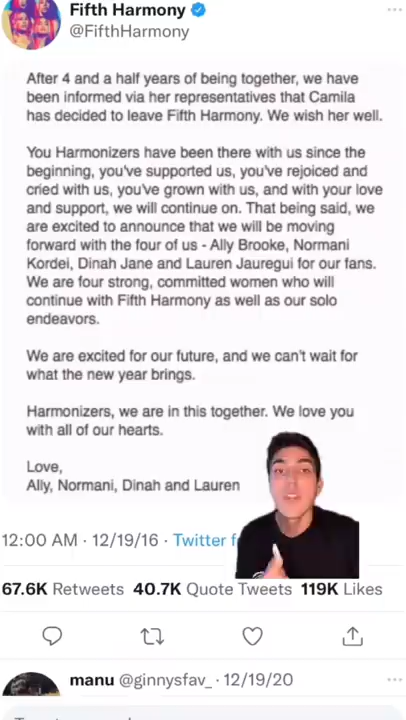 Fifth Harmony
@FifthHarmony
After 4 and a half years of being together, we have
been informed via her representatives that Camila
has decided to leave Fifth Harmony. We wish her well.
You Harmonizers have been there with us since the
beginning, you've supported us, you've rejoiced and
cried with us, you've grown with us, and with your love
and support, we will continue on. That being said, we
are excited to announce that we will be moving
forward with the four of us - Ally Brooke, Normani
Kordei, Dinah Jane and Lauren Jauregui for our fans.
We are four strong, committed women who will
continue with Fifth Harmony as well as our solo
endeavors.
We are excited for our future, and we can't wait for
what the new year brings.
Harmonizers, we are in this together. We love you
with all of our hearts.
Love,
Ally, Normani, Dinah and Lauren
12:00 AM · 12/19/16 · Twitter
67.6K Retweets 40.7K Quote Tweets 119K Likes
manu @ginnysfav_ · 12/19/20